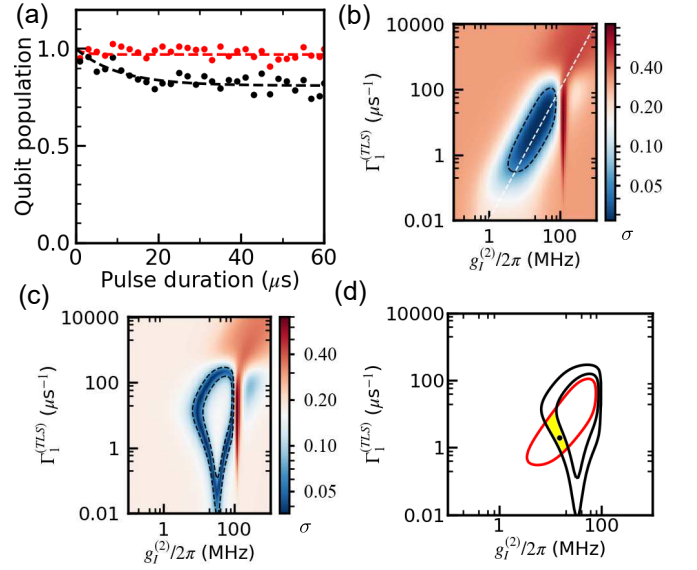 (a)
Qubit population
1.0
0.5
0.0
0
20
40
60
Pulse duration (μs)
(b)
Γ₁⁽ᵀᴸˢ⁾ (μs⁻¹)
10000
100
1
0.01
1
100
g_I⁽²⁾/2π (MHz)
0.40
0.20
0.10
0.05
σ
(c)
Γ₁⁽ᵀᴸˢ⁾ (μs⁻¹)
10000
100
1
0.01
1
100
g_I⁽²⁾/2π (MHz)
0.40
0.20
0.10
0.05
σ
(d)
Γ₁⁽ᵀᴸˢ⁾ (μs⁻¹)
10000
100
1
0.01
1
100
g_I⁽²⁾/2π (MHz)